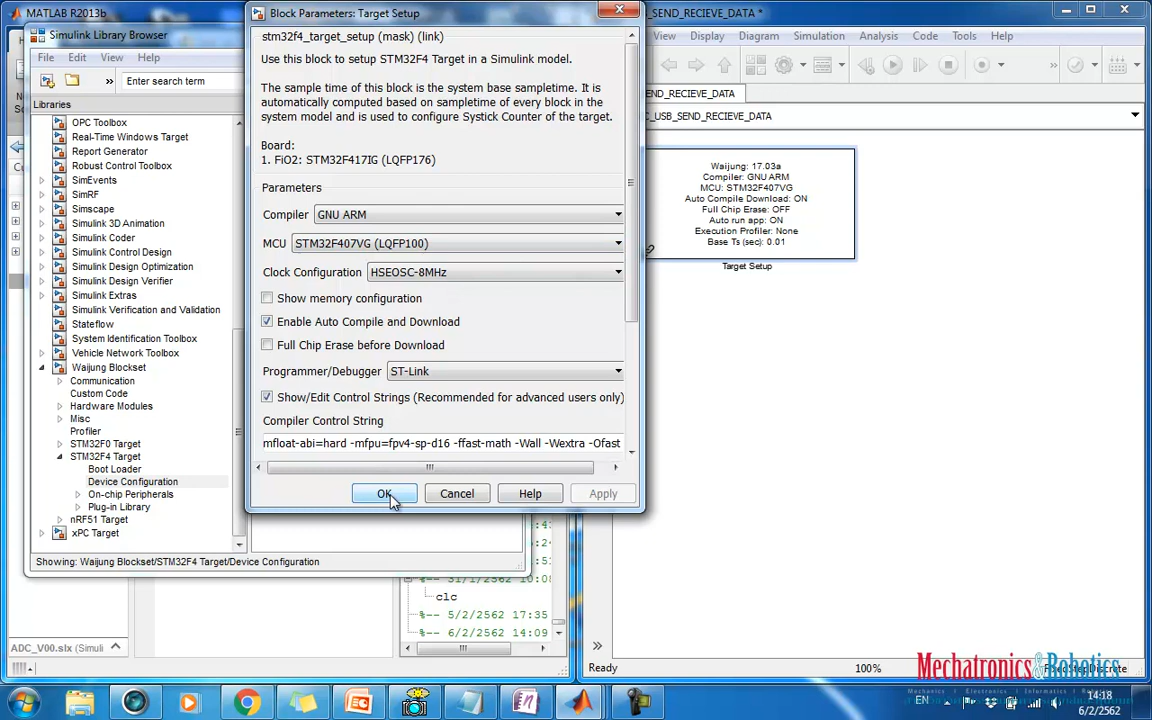 MATLAB R2013b
Simulink Library Browser
File Edit View Help
» Enter search term
Libraries
OPC Toolbox
Real-Time Windows Target
Report Generator
Robust Control Toolbox
SimEvents
SimRF
Simscape
Simulink 3D Animation
Simulink Coder
Simulink Control Design
Simulink Design Optimization
Simulink Design Verifier
Simulink Extras
Simulink Verification and Validation
Stateflow
System Identification Toolbox
Vehicle Network Toolbox
Waijung Blockset
Communication
Custom Code
Hardware Modules
Misc
Profiler
STM32F0 Target
STM32F4 Target
Boot Loader
Device Configuration
On-chip Peripherals
Plug-in Library
nRF51 Target
xPC Target
Showing: Waijung Blockset/STM32F4 Target/Device Configuration
Block Parameters: Target Setup
stm32f4_target_setup (mask) (link)
Use this block to setup STM32F4 Target in a Simulink model.
The sample time of this block is the system base sampletime. It is
automatically computed based on sampletime of every block in the
system model and is used to configure Systick Counter of the target.
Board:
1. FiO2: STM32F417IG (LQFP176)
Parameters
Compiler GNU ARM
MCU STM32F407VG (LQFP100)
Clock Configuration HSEOSC-8MHz
Show memory configuration
Enable Auto Compile and Download
Full Chip Erase before Download
Programmer/Debugger ST-Link
Show/Edit Control Strings (Recommended for advanced users only)
Compiler Control String
mfloat-abi=hard -mfpu=fpv4-sp-d16 -ffast-math -Wall -Wextra -Ofast
OK Cancel Help Apply
_USB_SEND_RECIEVE_DATA *
View Display Diagram Simulation Analysis Code Tools Help
END_RECIEVE_DATA
C_USB_SEND_RECIEVE_DATA
Waijung: 17.03a
Compiler: GNU ARM
MCU: STM32F407VG
Auto Compile Download: ON
Full Chip Erase: OFF
Auto run app: ON
Execution Profiler: None
Base Ts (sec): 0.01
Target Setup
%-- 31/1/2562 10:08
clc
%-- 5/2/2562 17:35
%-- 6/2/2562 14:09
ADC_V00.slx (Simuli
»
Ready 100% FixedStepDiscrete
Mechatronics & Robotics
EN 14:18
6/2/2562